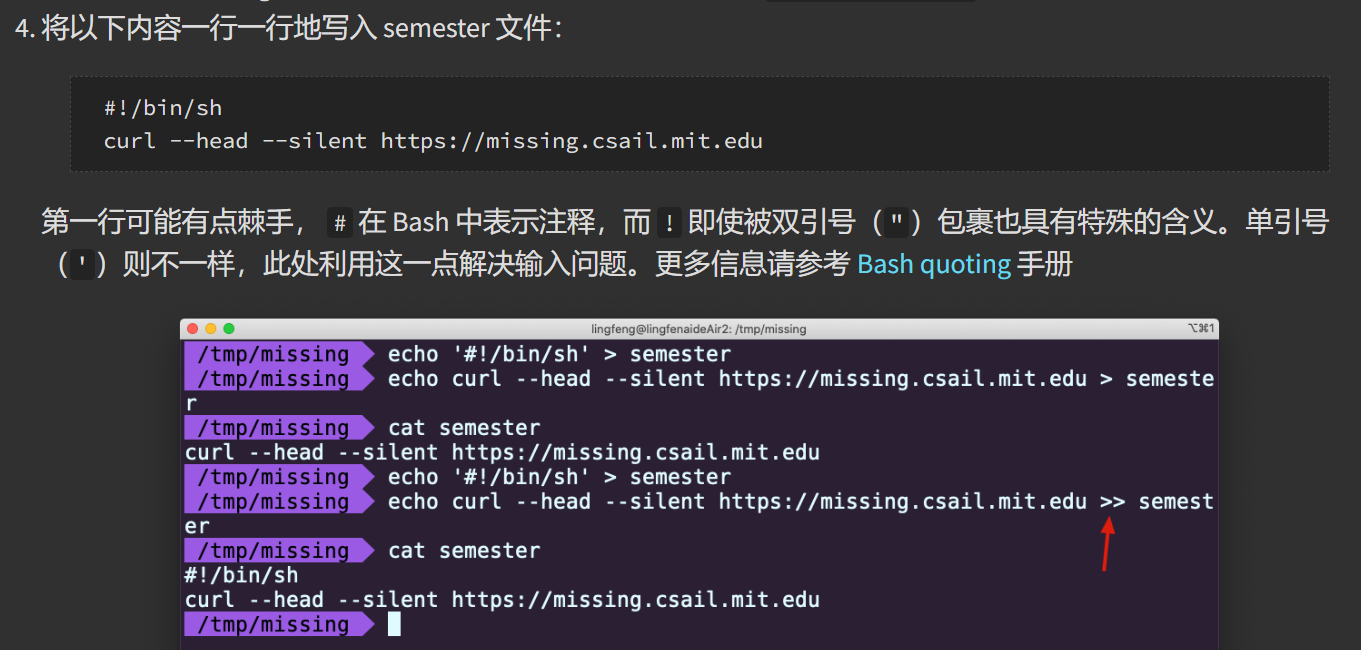 4. 将以下内容一行一行地写入 semester 文件：
#!/bin/sh
curl --head --silent https://missing.csail.mit.edu
第一行可能有点棘手， # 在 Bash 中表示注释，而 ! 即使被双引号（"）包裹也具有特殊的含义。单引号
（'）则不一样，此处利用这一点解决输入问题。更多信息请参考 Bash quoting 手册
lingfeng@lingfenaideAir2: /tmp/missing
⌥⌘1
/tmp/missing echo '#!/bin/sh' > semester
/tmp/missing echo curl --head --silent https://missing.csail.mit.edu > semeste
r
/tmp/missing cat semester
curl --head --silent https://missing.csail.mit.edu
/tmp/missing echo '#!/bin/sh' > semester
/tmp/missing echo curl --head --silent https://missing.csail.mit.edu >> semest
er
/tmp/missing cat semester
#!/bin/sh
curl --head --silent https://missing.csail.mit.edu
/tmp/missing